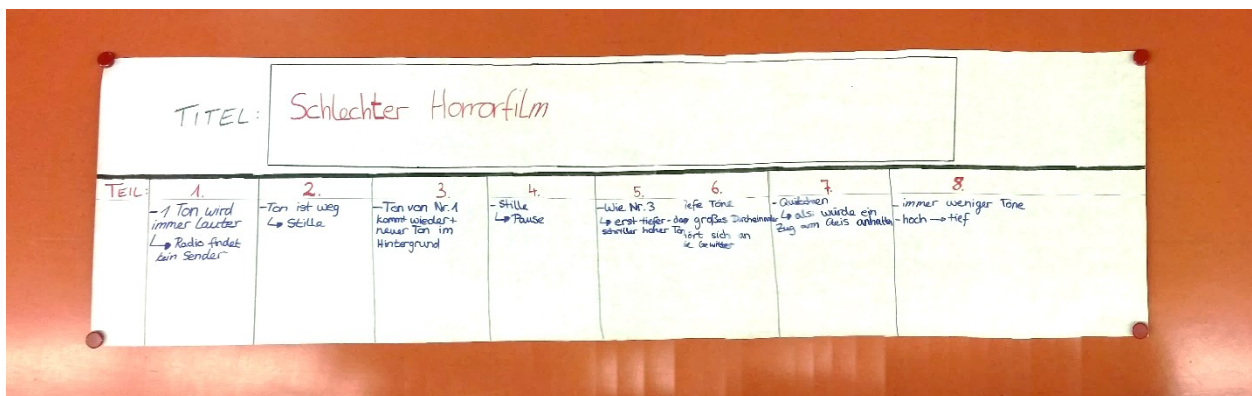 TITEL: Schlechter Horrorfilm
TEIL:
1.
- 1 Ton wird
immer lauter
↳ Radio findet
kein Sender
2.
- Ton ist weg
↳ Stille
3.
- Ton von Nr.1
kommt wieder +
neuer Ton im
Hintergrund
4.
- Stille
↳ Pause
5.
- Wie Nr.3
↳ erst tiefer - dann
schriller hoher Ton
6.
iefe Töne
großes
hört sich an
ie Gewitter
7.
- Quietschen
↳ als würde ein
Zug am Gleis anhalten
8.
- immer weniger Töne
- hoch → tief